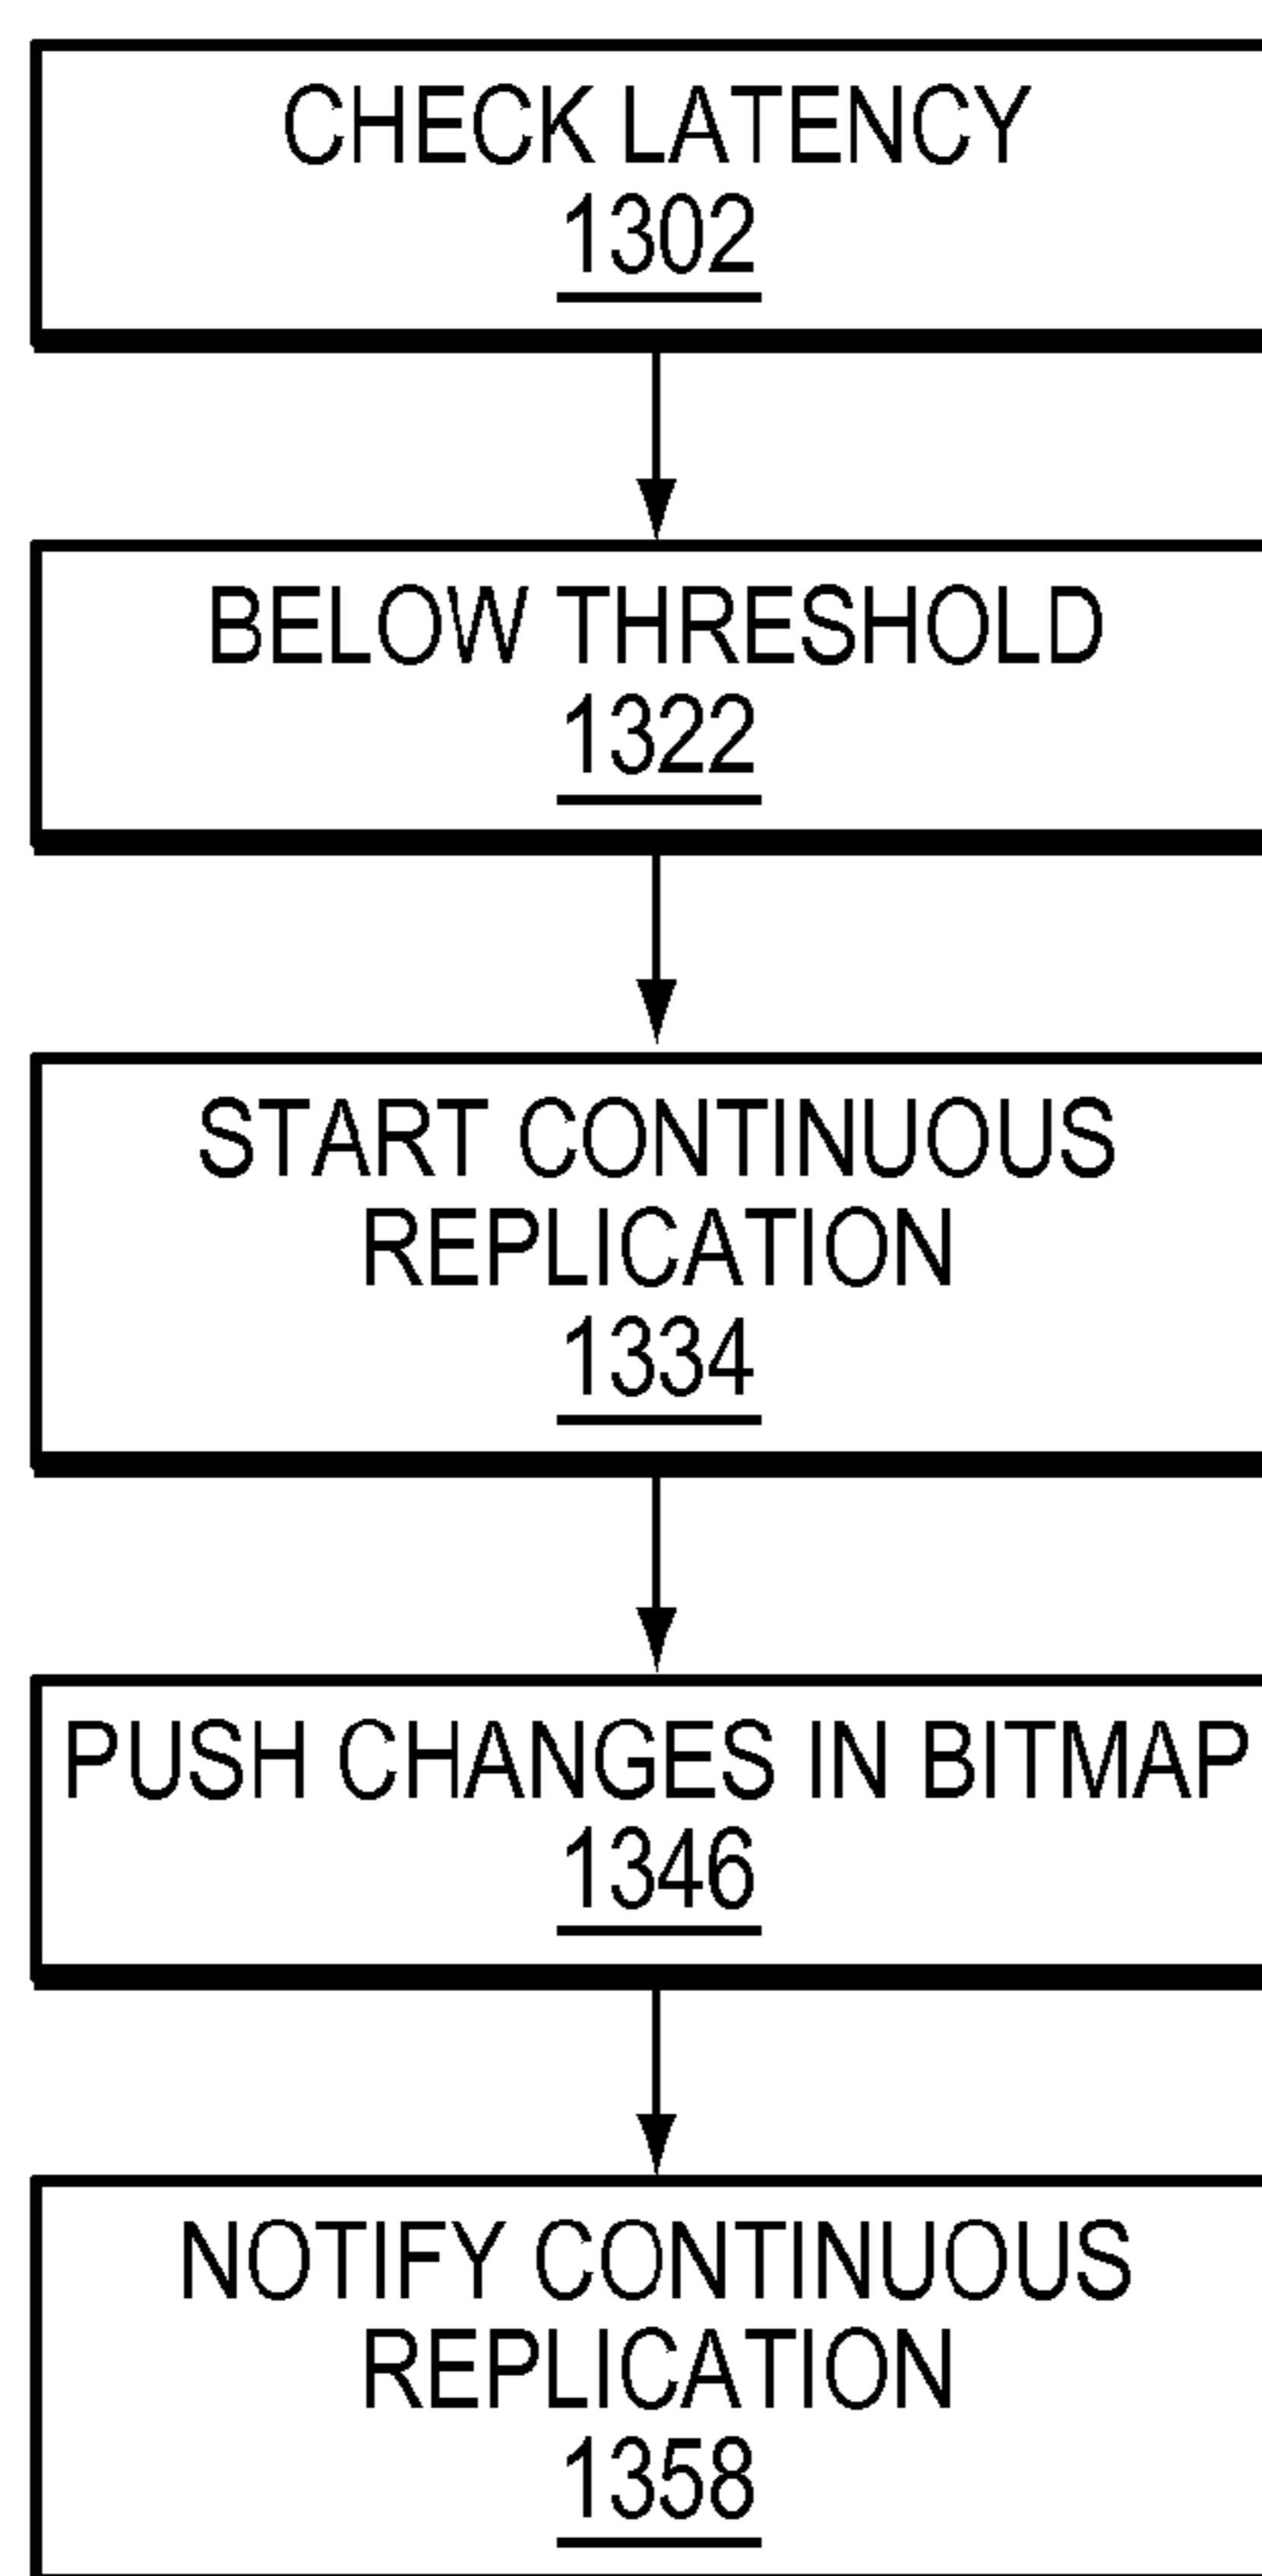 CHECK LATENCY
1302
BELOW THRESHOLD
1322
START CONTINUOUS
REPLICATION
1334
PUSH CHANGES IN BITMAP
1346
NOTIFY CONTINUOUS
REPLICATION
1358